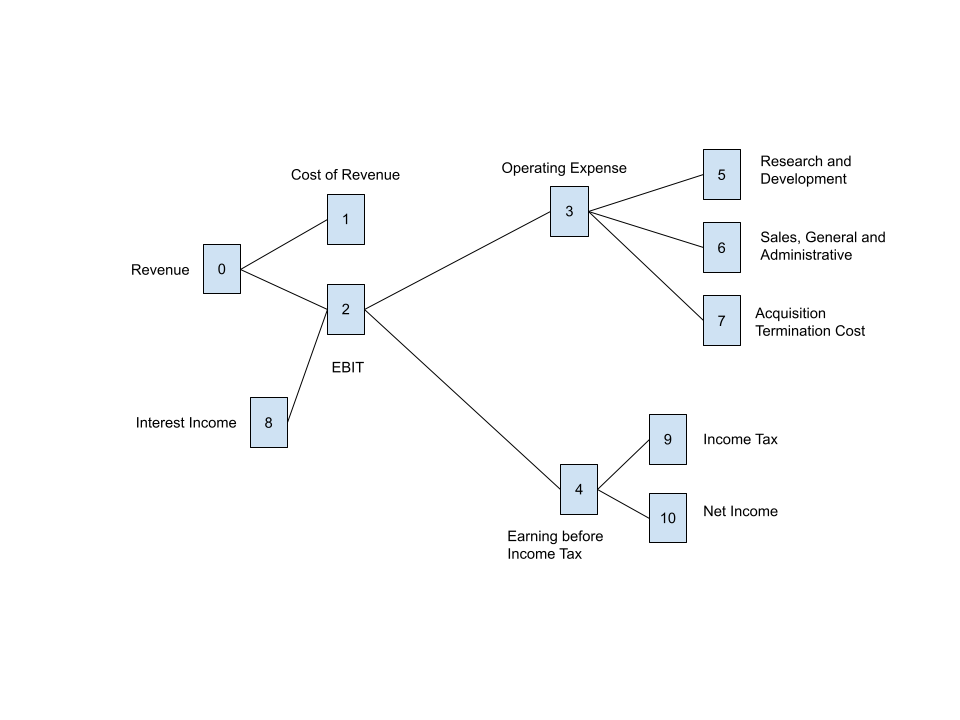 Cost of Revenue
1
Revenue
0
2
EBIT
Interest Income
8
Operating Expense
3
5
Research and
Development
6
Sales, General and
Administrative
7
Acquisition
Termination Cost
4
Earning before
Income Tax
9
Income Tax
10
Net Income